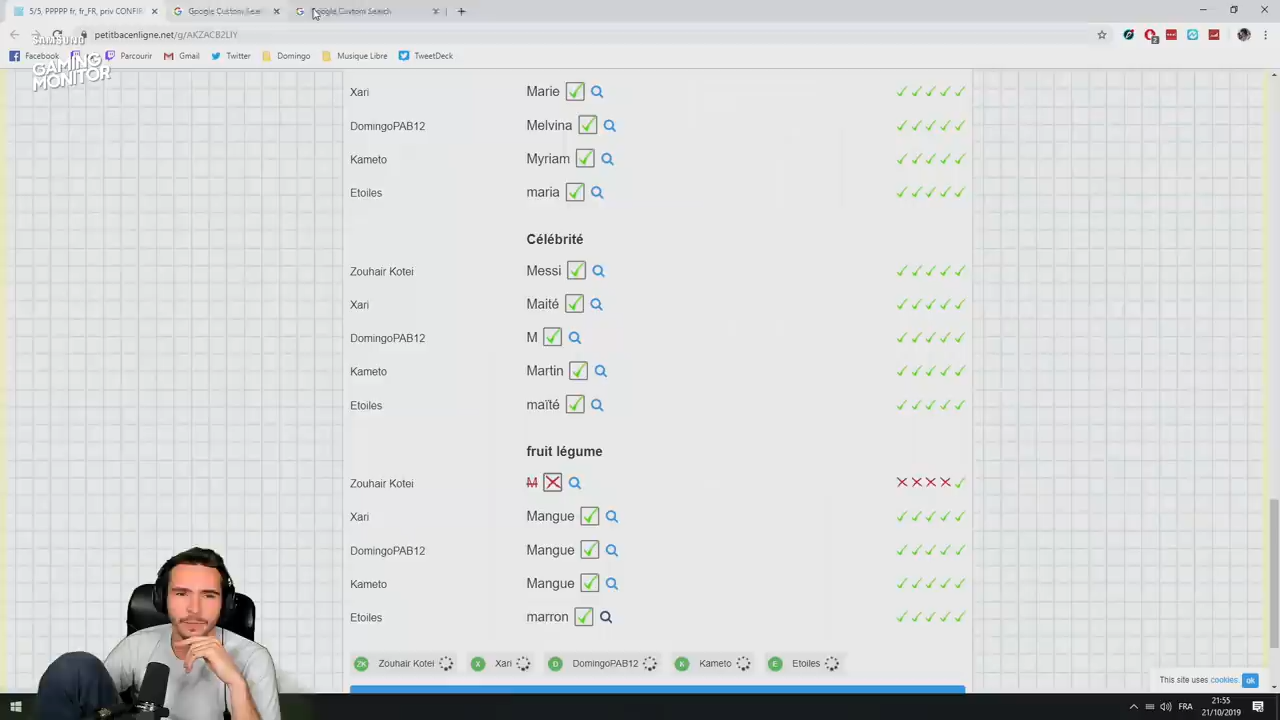 5/5, PPPPP fr, fr_FR, priv CONFIR
Google Custom Sear
Google Custom Search
petitbacenligne.net/g/AKZACB2LIY
Facebook
Parcourir
Gmail
Twitter
Domingo
Musique Libre
TweetDeck
SAMSUNG
GAMING
MONITOR
Xari Marie
DomingoPAB12 Melvina
Kameto Myriam
Etoiles maria
Célébrité
Zouhair Kotei Messi
Xari Maité
DomingoPAB12 M
Kameto Martin
Etoiles maïté
fruit légume
Zouhair Kotei M
Xari Mangue
DomingoPAB12 Mangue
Kameto Mangue
Etoiles marron
ZK Zouhair Kotei X Xari D DomingoPAB12 K Kameto E Etoiles
This site uses cookies. ok
FRA
21:55
21/10/2019